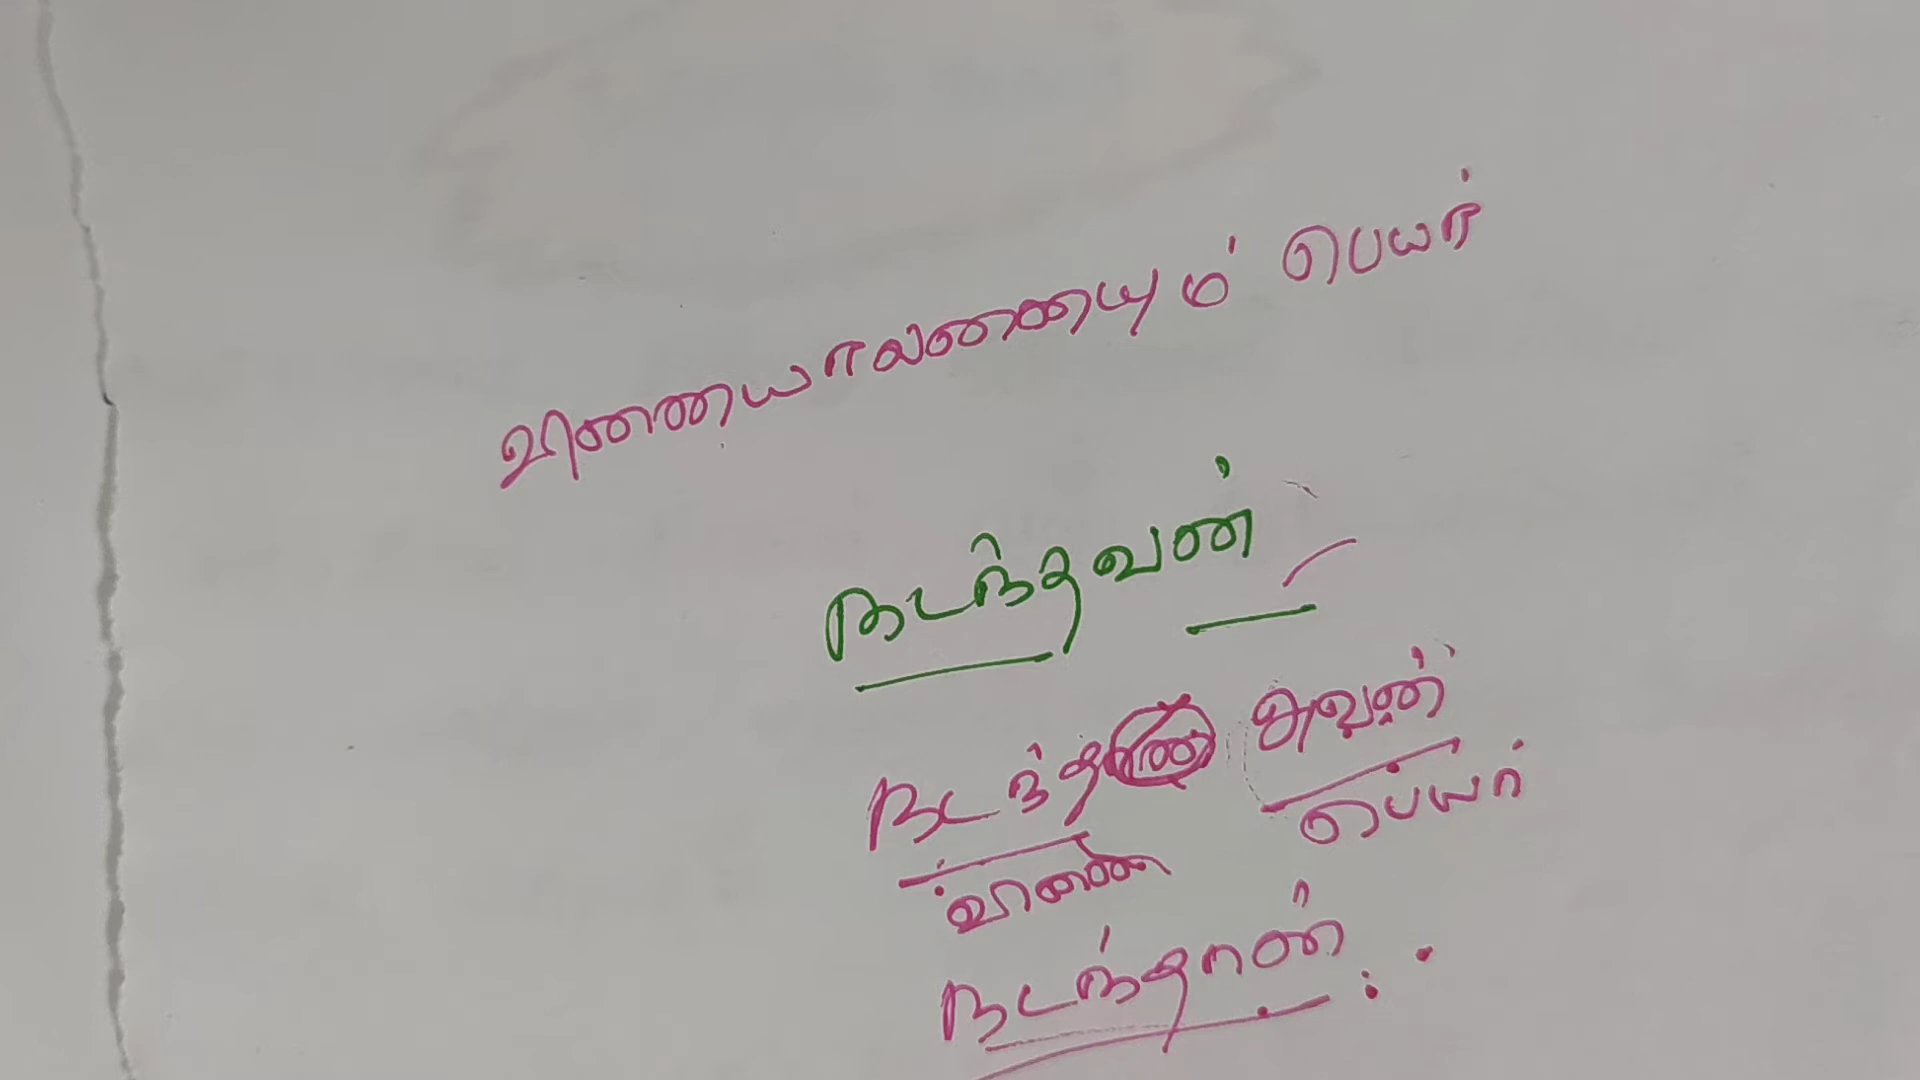 வினையாலணையும் பெயர்
நடந்தவன்
நடந்த அவன்
வினை பெயர்
நடந்தான்